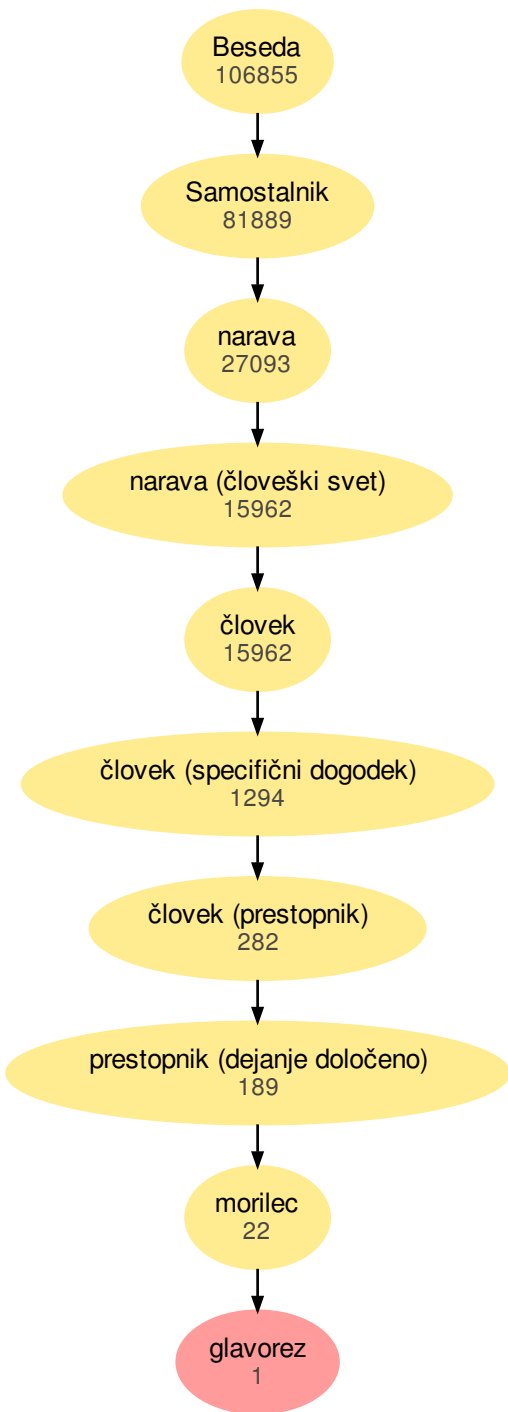 Beseda
106855
Samostalnik
81889
narava
27093
narava (človeški svet)
15962
človek
15962
človek (specifični dogodek)
1294
človek (prestopnik)
282
prestopnik (dejanje določeno)
189
morilec
22
glavorez
1